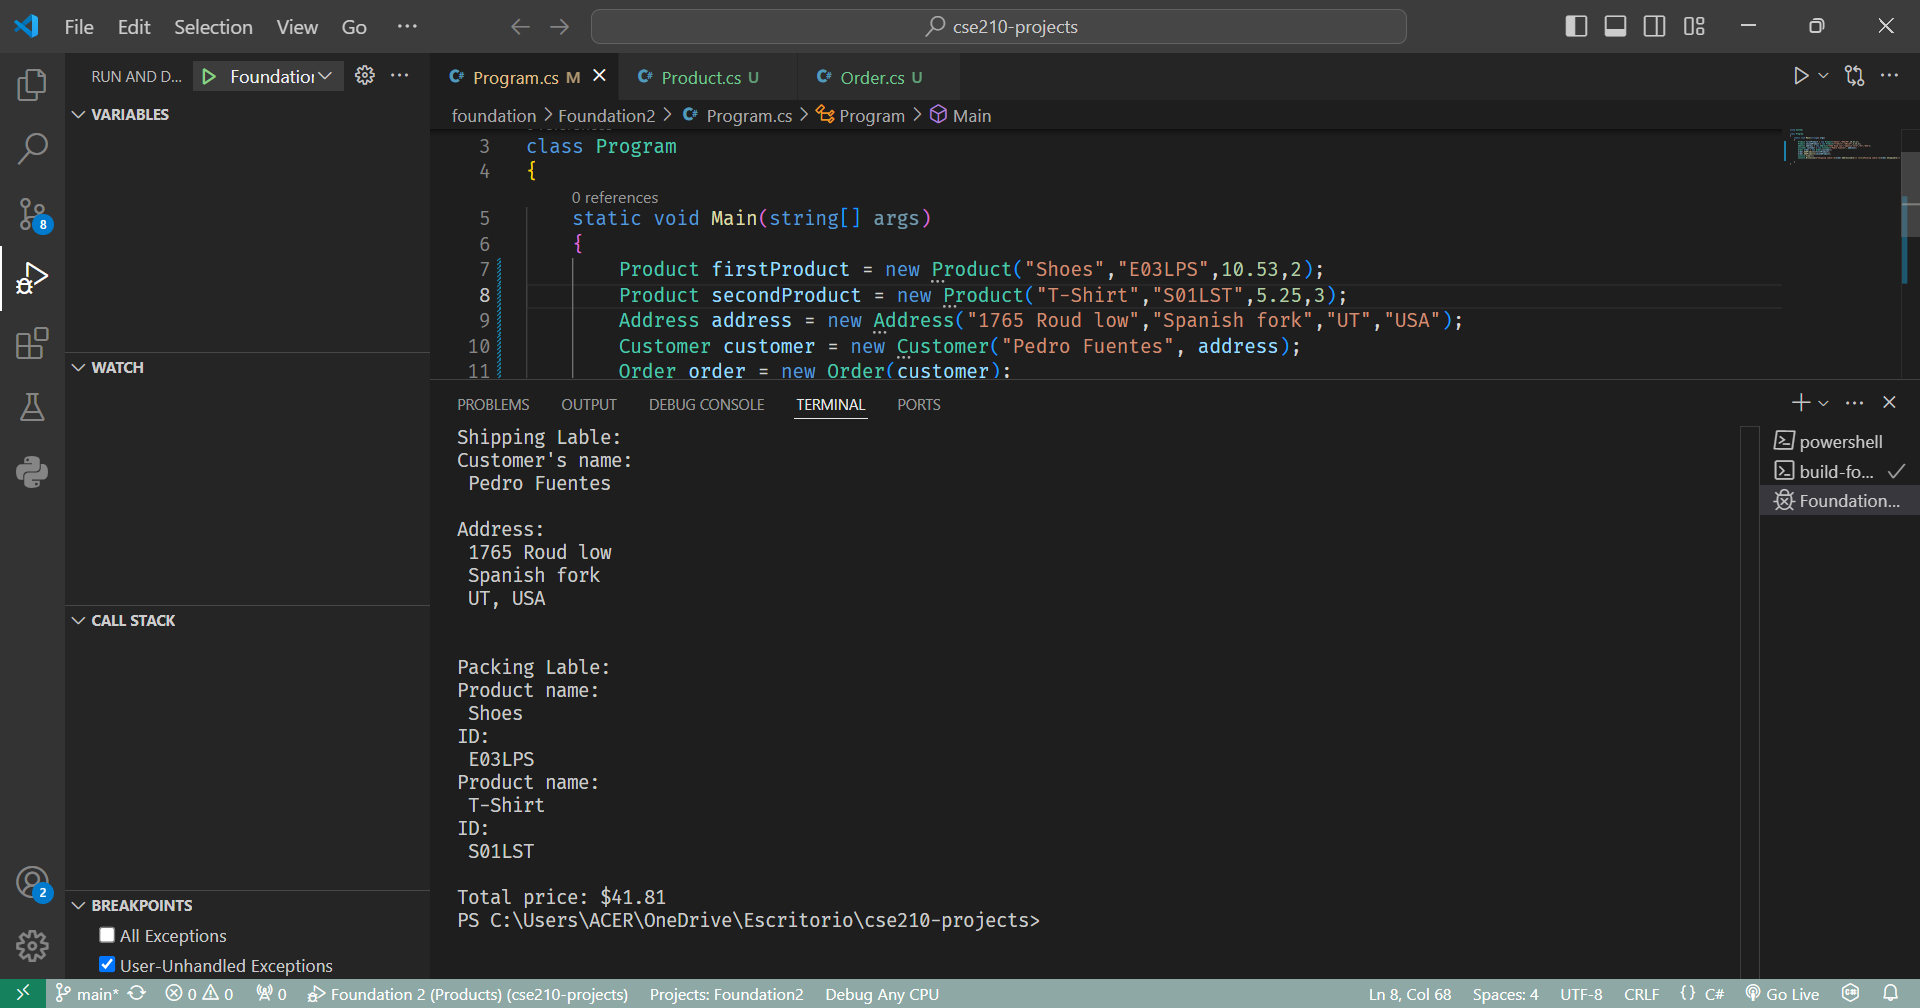 File Edit Selection View Go ··· cse210-projects
RUN AND D... Foundation ···
Program.cs M Product.cs U Order.cs U
foundation > Foundation2 > Program.cs > Program > Main
VARIABLES
3 class Program
4 {
0 references
5 static void Main(string[] args)
6 {
7 Product firstProduct = new Product("Shoes","E03LPS",10.53,2);
8 Product secondProduct = new Product("T-Shirt","S01LST",5.25,3);
9 Address address = new Address("1765 Roud low","Spanish fork","UT","USA");
10 Customer customer = new Customer("Pedro Fuentes", address);
11 Order order = new Order(customer);
WATCH
CALL STACK
BREAKPOINTS
All Exceptions
User-Unhandled Exceptions
8
2
PROBLEMS OUTPUT DEBUG CONSOLE TERMINAL PORTS
Shipping Lable:
Customer's name:
Pedro Fuentes
Address:
1765 Roud low
Spanish fork
UT, USA
Packing Lable:
Product name:
Shoes
ID:
E03LPS
Product name:
T-Shirt
ID:
S01LST
Total price: $41.81
PS C:\Users\ACER\OneDrive\Escritorio\cse210-projects>
powershell
build-fo...
Foundation...
main* 0 0 0 Foundation 2 (Products) (cse210-projects) Projects: Foundation2 Debug Any CPU Ln 8, Col 68 Spaces: 4 UTF-8 CRLF {} C# Go Live